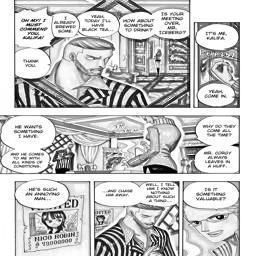 IT'S ME,
KALIFA.
YEAH,
COME IN.
IS YOUR
MEETING
OVER,
MR.
ICEBERG?
HOW ABOUT
SOMETHING
TO DRINK?
YEAH,
TODAY I'LL
HAVE
BLACK TEA...
I
ALREADY
BREWED
SOME.
OH MY! I
MUST
COMMEND
YOU,
KALIFA!
THANK
YOU.
WHY DO THEY
COME ALL
THE TIME?
MR. CORGY
ALWAYS
LEAVES
IN A
HUFF.
HE WANTS
SOMETHING
I HAVE.
AND HE COMES
TO ME WITH
ALL KINDS OF
CONDITIONS.
IS IT
SOMETHING
VALUABLE?
WELL, I TELL
HIM I KNOW
NOTHING
ABOUT SUCH
A THING...
...AND CHASE
HIM AWAY.
HE'S SUCH
AN ANNOYING
MAN...
WANTED
NICO ROBIN
79000000